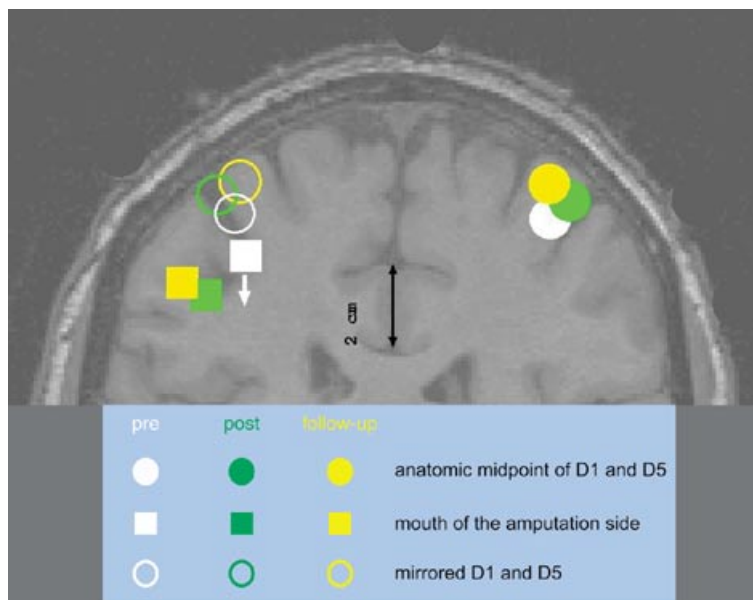 2 cm
pre post follow-up
anatomic midpoint of D1 and D5
mouth of the amputation side
mirrored D1 and D5